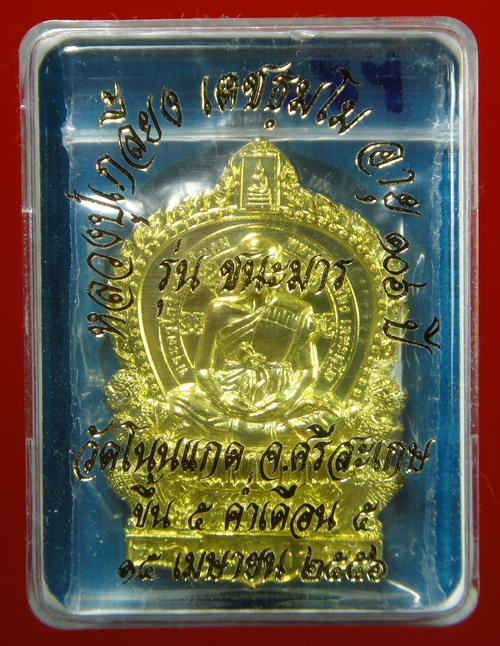 หลวงปู่เกลี้ยง เตชธมฺโม อายุ ๑๐๖ ปี
รุ่น ชนะมาร
วัดโนนแกด จ.ศรีสะเกษ
ขึ้น ๕ ค่ำเดือน ๕
๑๕ เมษายน ๒๕๕๖